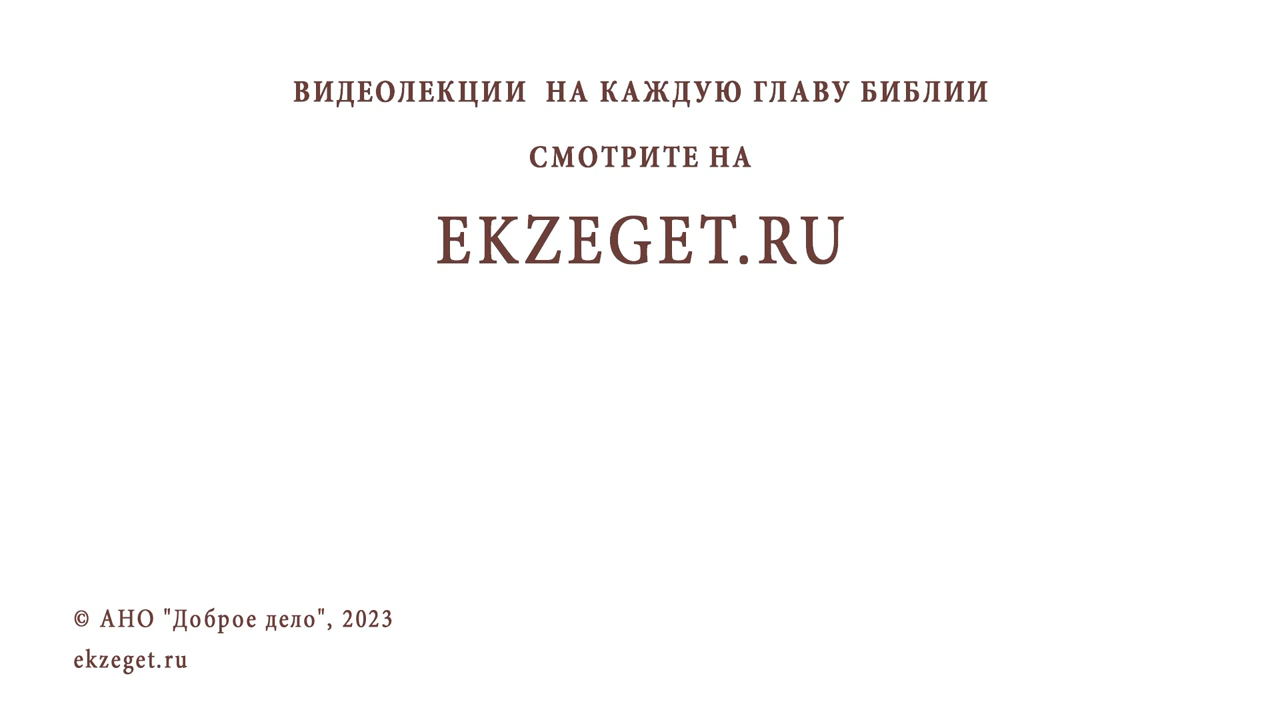 ВИДЕОЛЕКЦИИ НА КАЖДУЮ ГЛАВУ БИБЛИИ
СМОТРИТЕ НА
EKZEGET.RU
© АНО "Доброе дело", 2023
ekzeget.ru